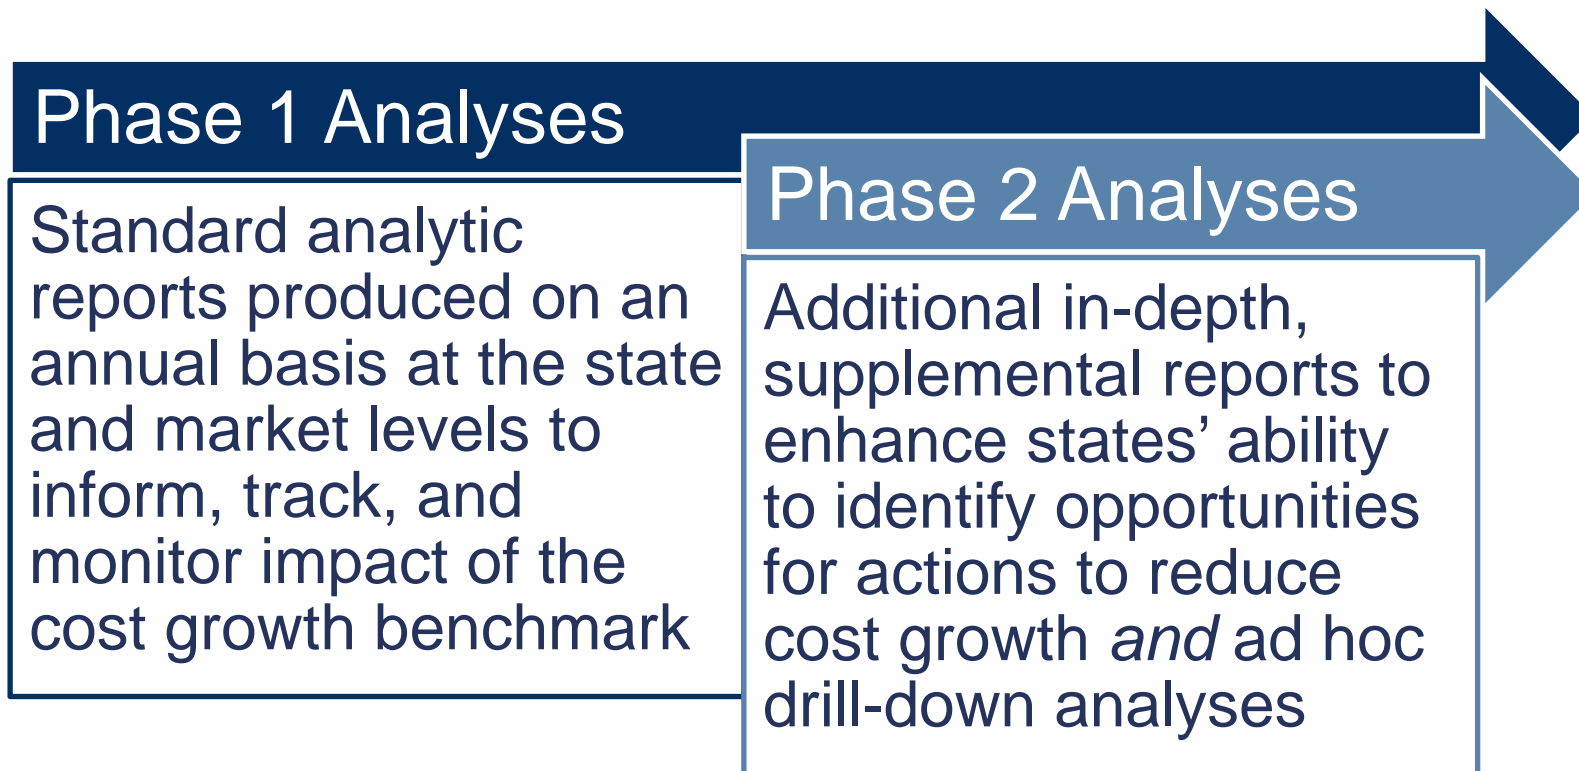 Phase 1 Analyses
Standard analytic
reports produced on an
annual basis at the state
and market levels to
inform, track, and
monitor impact of the
cost growth benchmark
Phase 2 Analyses
Additional in-depth,
supplemental reports to
enhance states’ ability
to identify opportunities
for actions to reduce
cost growth and ad hoc
drill-down analyses